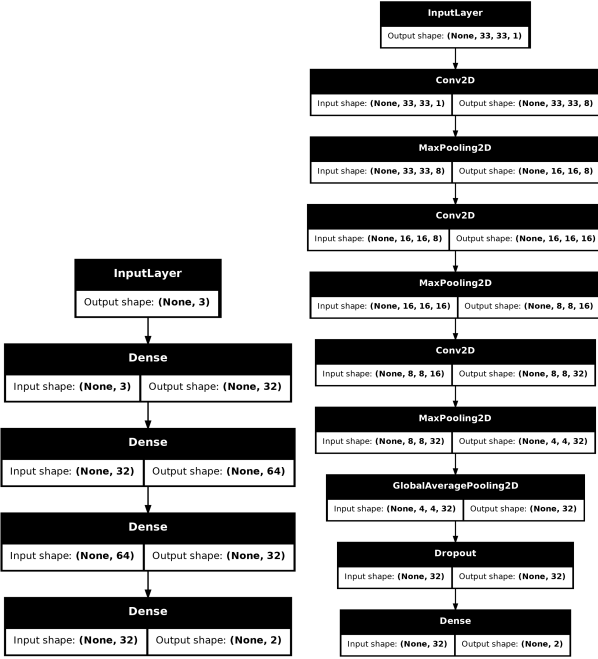 InputLayer
Output shape: (None, 3)
Dense
Input shape: (None, 3) Output shape: (None, 32)
Dense
Input shape: (None, 32) Output shape: (None, 64)
Dense
Input shape: (None, 64) Output shape: (None, 32)
Dense
Input shape: (None, 32) Output shape: (None, 2)
InputLayer
Output shape: (None, 33, 33, 1)
Conv2D
Input shape: (None, 33, 33, 1) Output shape: (None, 33, 33, 8)
MaxPooling2D
Input shape: (None, 33, 33, 8) Output shape: (None, 16, 16, 8)
Conv2D
Input shape: (None, 16, 16, 8) Output shape: (None, 16, 16, 16)
MaxPooling2D
Input shape: (None, 16, 16, 16) Output shape: (None, 8, 8, 16)
Conv2D
Input shape: (None, 8, 8, 16) Output shape: (None, 8, 8, 32)
MaxPooling2D
Input shape: (None, 8, 8, 32) Output shape: (None, 4, 4, 32)
GlobalAveragePooling2D
Input shape: (None, 4, 4, 32) Output shape: (None, 32)
Dropout
Input shape: (None, 32) Output shape: (None, 32)
Dense
Input shape: (None, 32) Output shape: (None, 2)